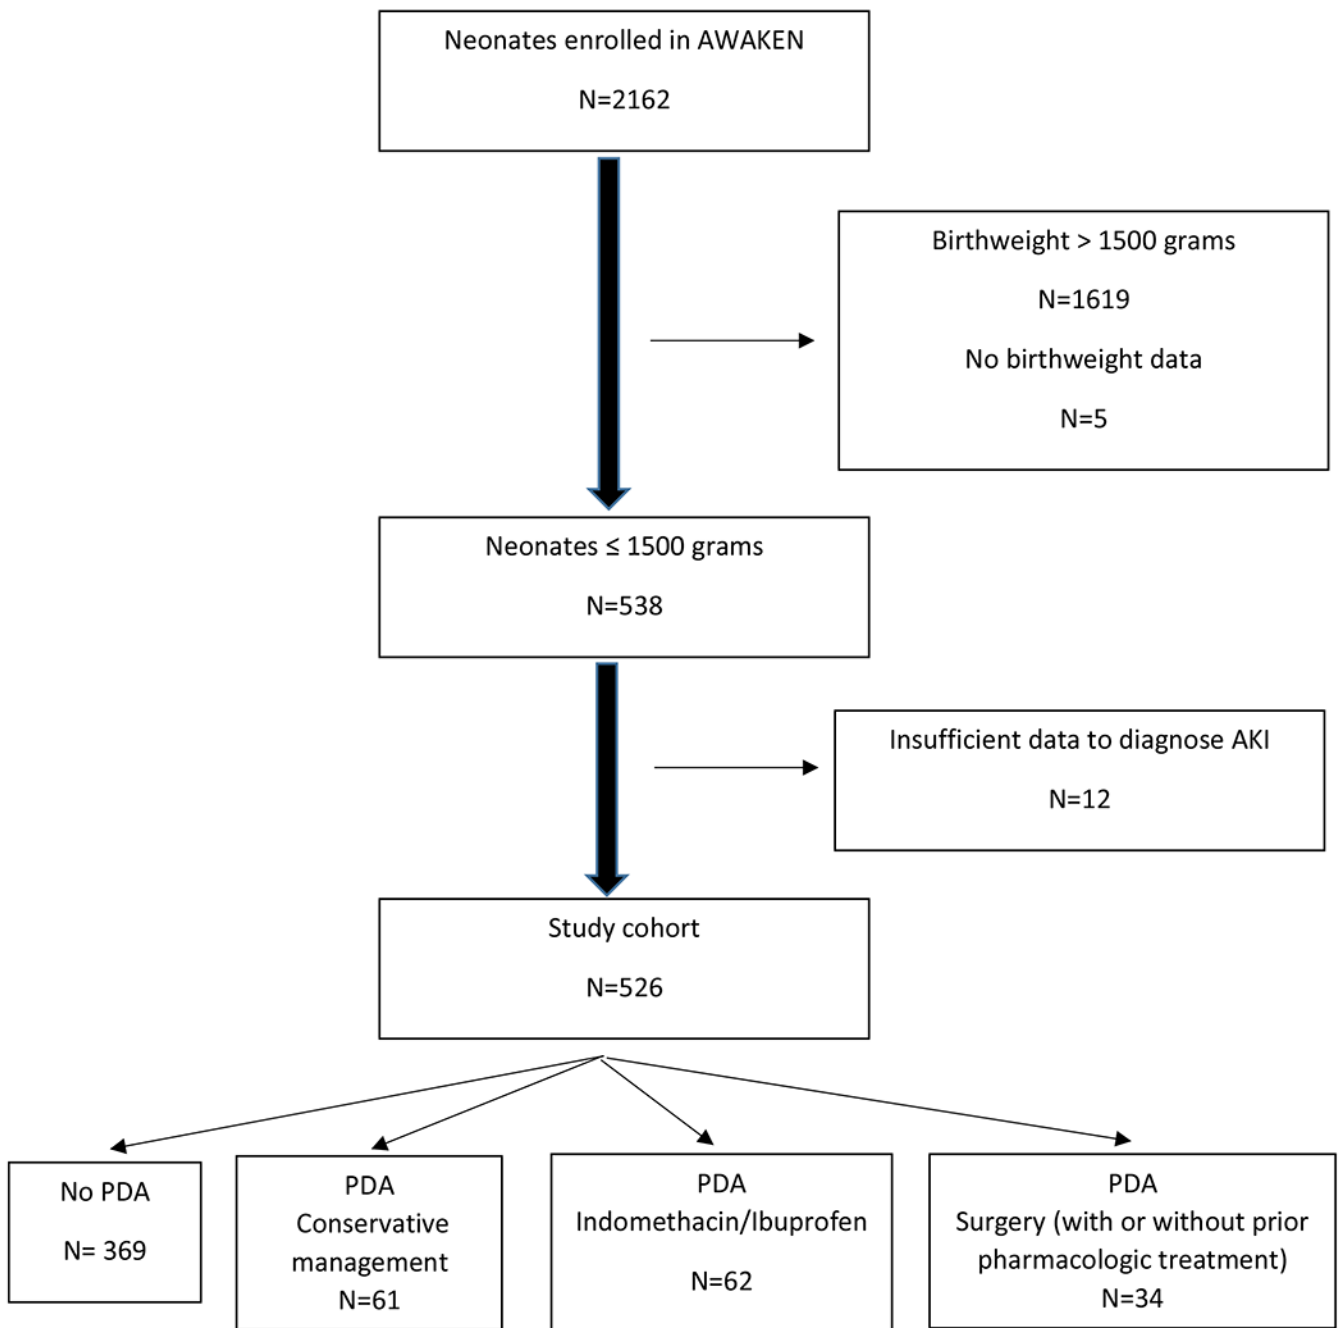 Neonates enrolled in AWAKEN
N=2162
Birthweight > 1500 grams
N=1619
No birthweight data
N=5
Neonates ≤ 1500 grams
N=538
Insufficient data to diagnose AKI
N=12
Study cohort
N=526
No PDA
N= 369
PDA
Conservative
management
N=61
PDA
Indomethacin/Ibuprofen
N=62
PDA
Surgery (with or without prior
pharmacologic treatment)
N=34